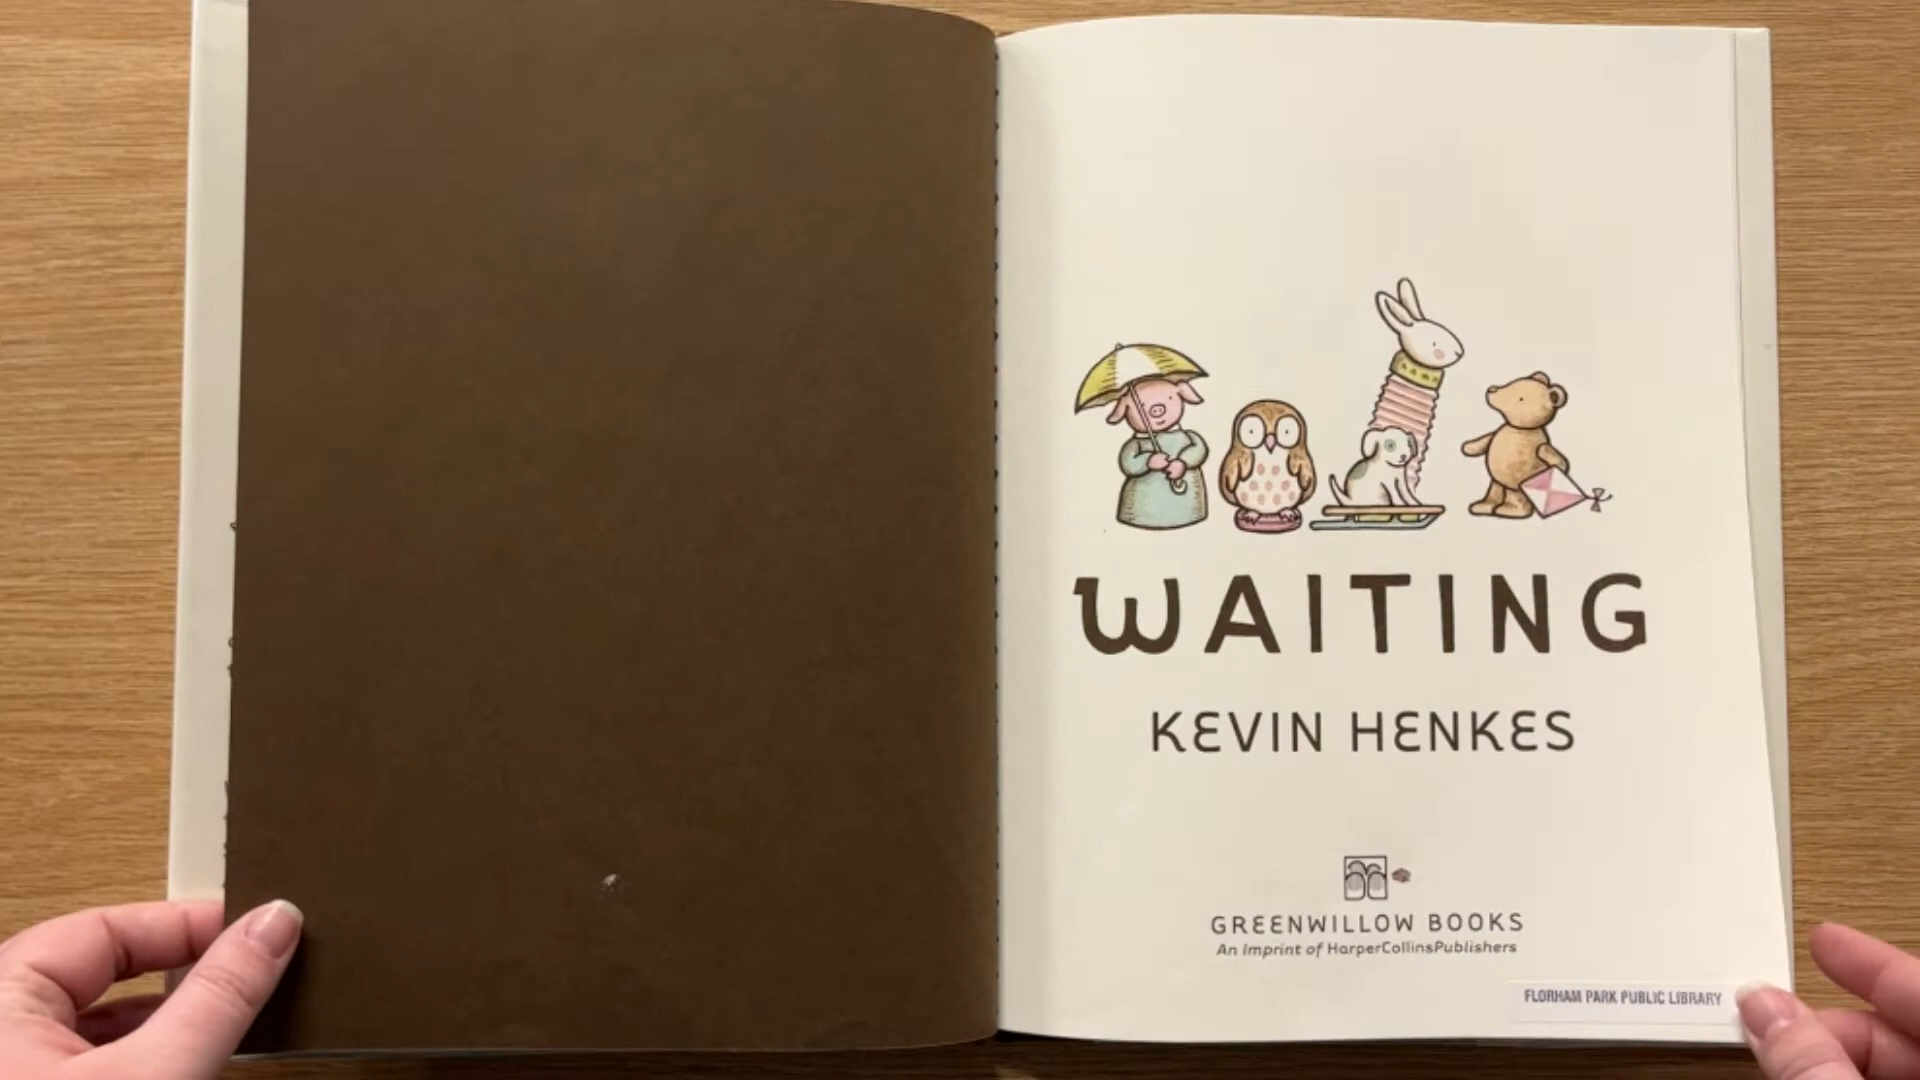 WAITING
KEVIN HENKES
GREENWILLOW BOOKS
An Imprint of HarperCollinsPublishers
FLORHAM PARK PUBLIC LIBRARY